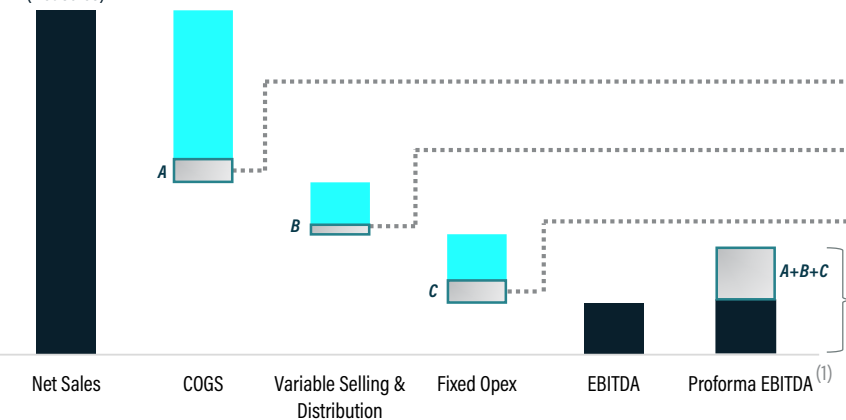 A
B
C
A+B+C
Net Sales
COGS
Variable Selling &
Distribution
Fixed Opex
EBITDA
Proforma EBITDA (1)